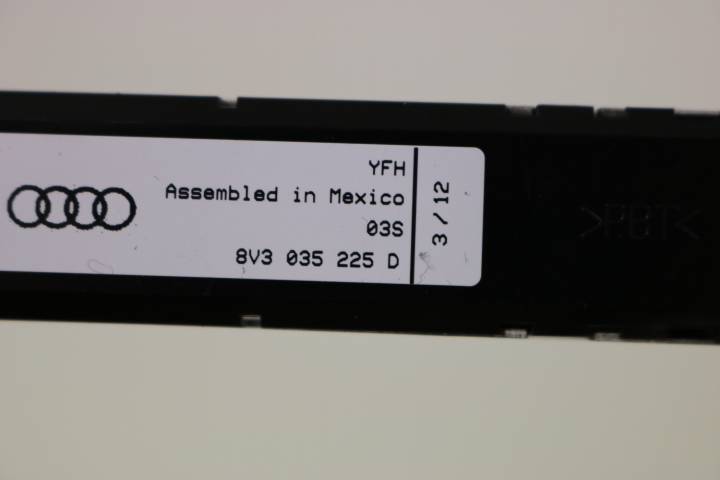 YFH
Assembled in Mexico
03S
8V3 035 225 D
3/12
>PBT<